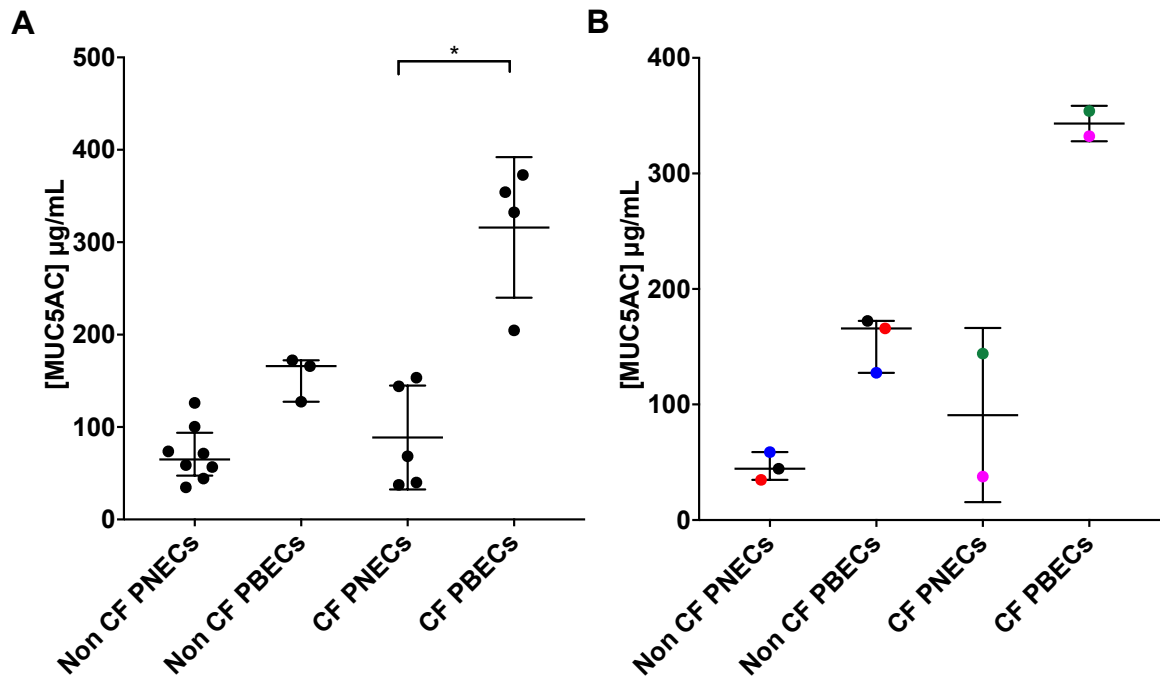 A
[MUC5AC] µg/mL
500
400
300
200
100
0
*
Non CF PNECs
Non CF PBECs
CF PNECs
CF PBECs
B
[MUC5AC] µg/mL
400
300
200
100
0
Non CF PNECs
Non CF PBECs
CF PNECs
CF PBECs